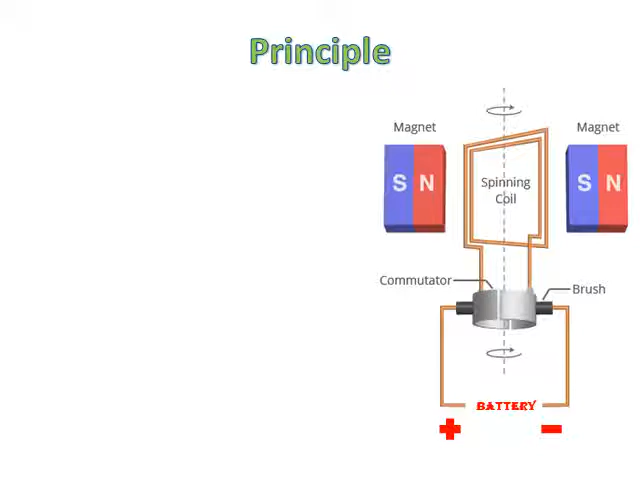 Principle
Magnet
Magnet
S N
S N
Spinning
Coil
Commutator
Brush
BATTERY
+ −